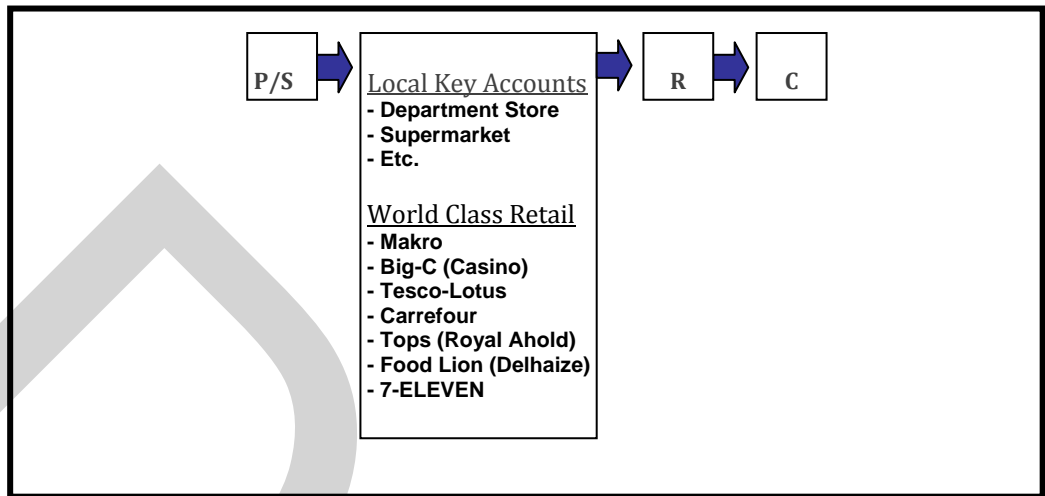 P/S
Local Key Accounts
- Department Store
- Supermarket
- Etc.
World Class Retail
- Makro
- Big-C (Casino)
- Tesco-Lotus
- Carrefour
- Tops (Royal Ahold)
- Food Lion (Delhaize)
- 7-ELEVEN
R
C